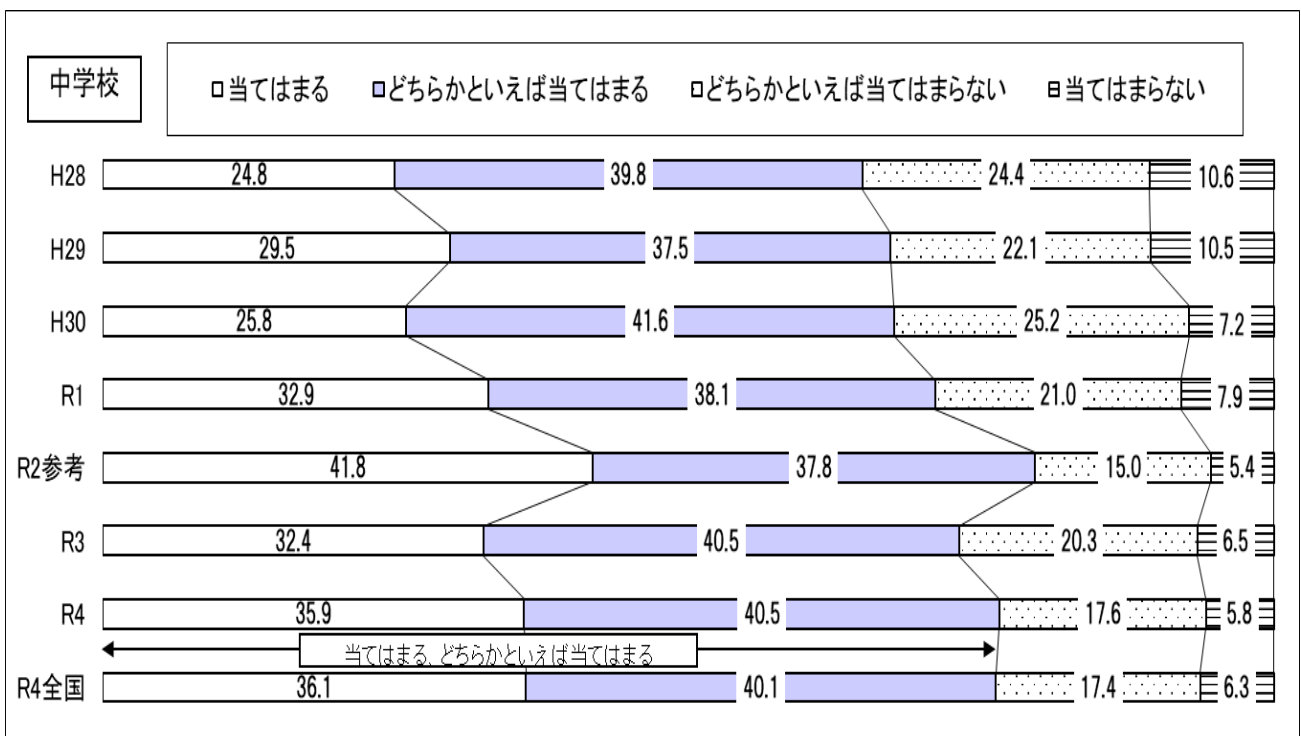 中学校
当てはまる どちらかといえば当てはまる どちらかといえば当てはまらない 当てはまらない
H28 24.8 39.8 24.4 10.6
H29 29.5 37.5 22.1 10.5
H30 25.8 41.6 25.2 7.2
R1 32.9 38.1 21.0 7.9
R2参考 41.8 37.8 15.0 5.4
R3 32.4 40.5 20.3 6.5
R4 35.9 40.5 17.6 5.8
当てはまる、どちらかといえば当てはまる
R4全国 36.1 40.1 17.4 6.3